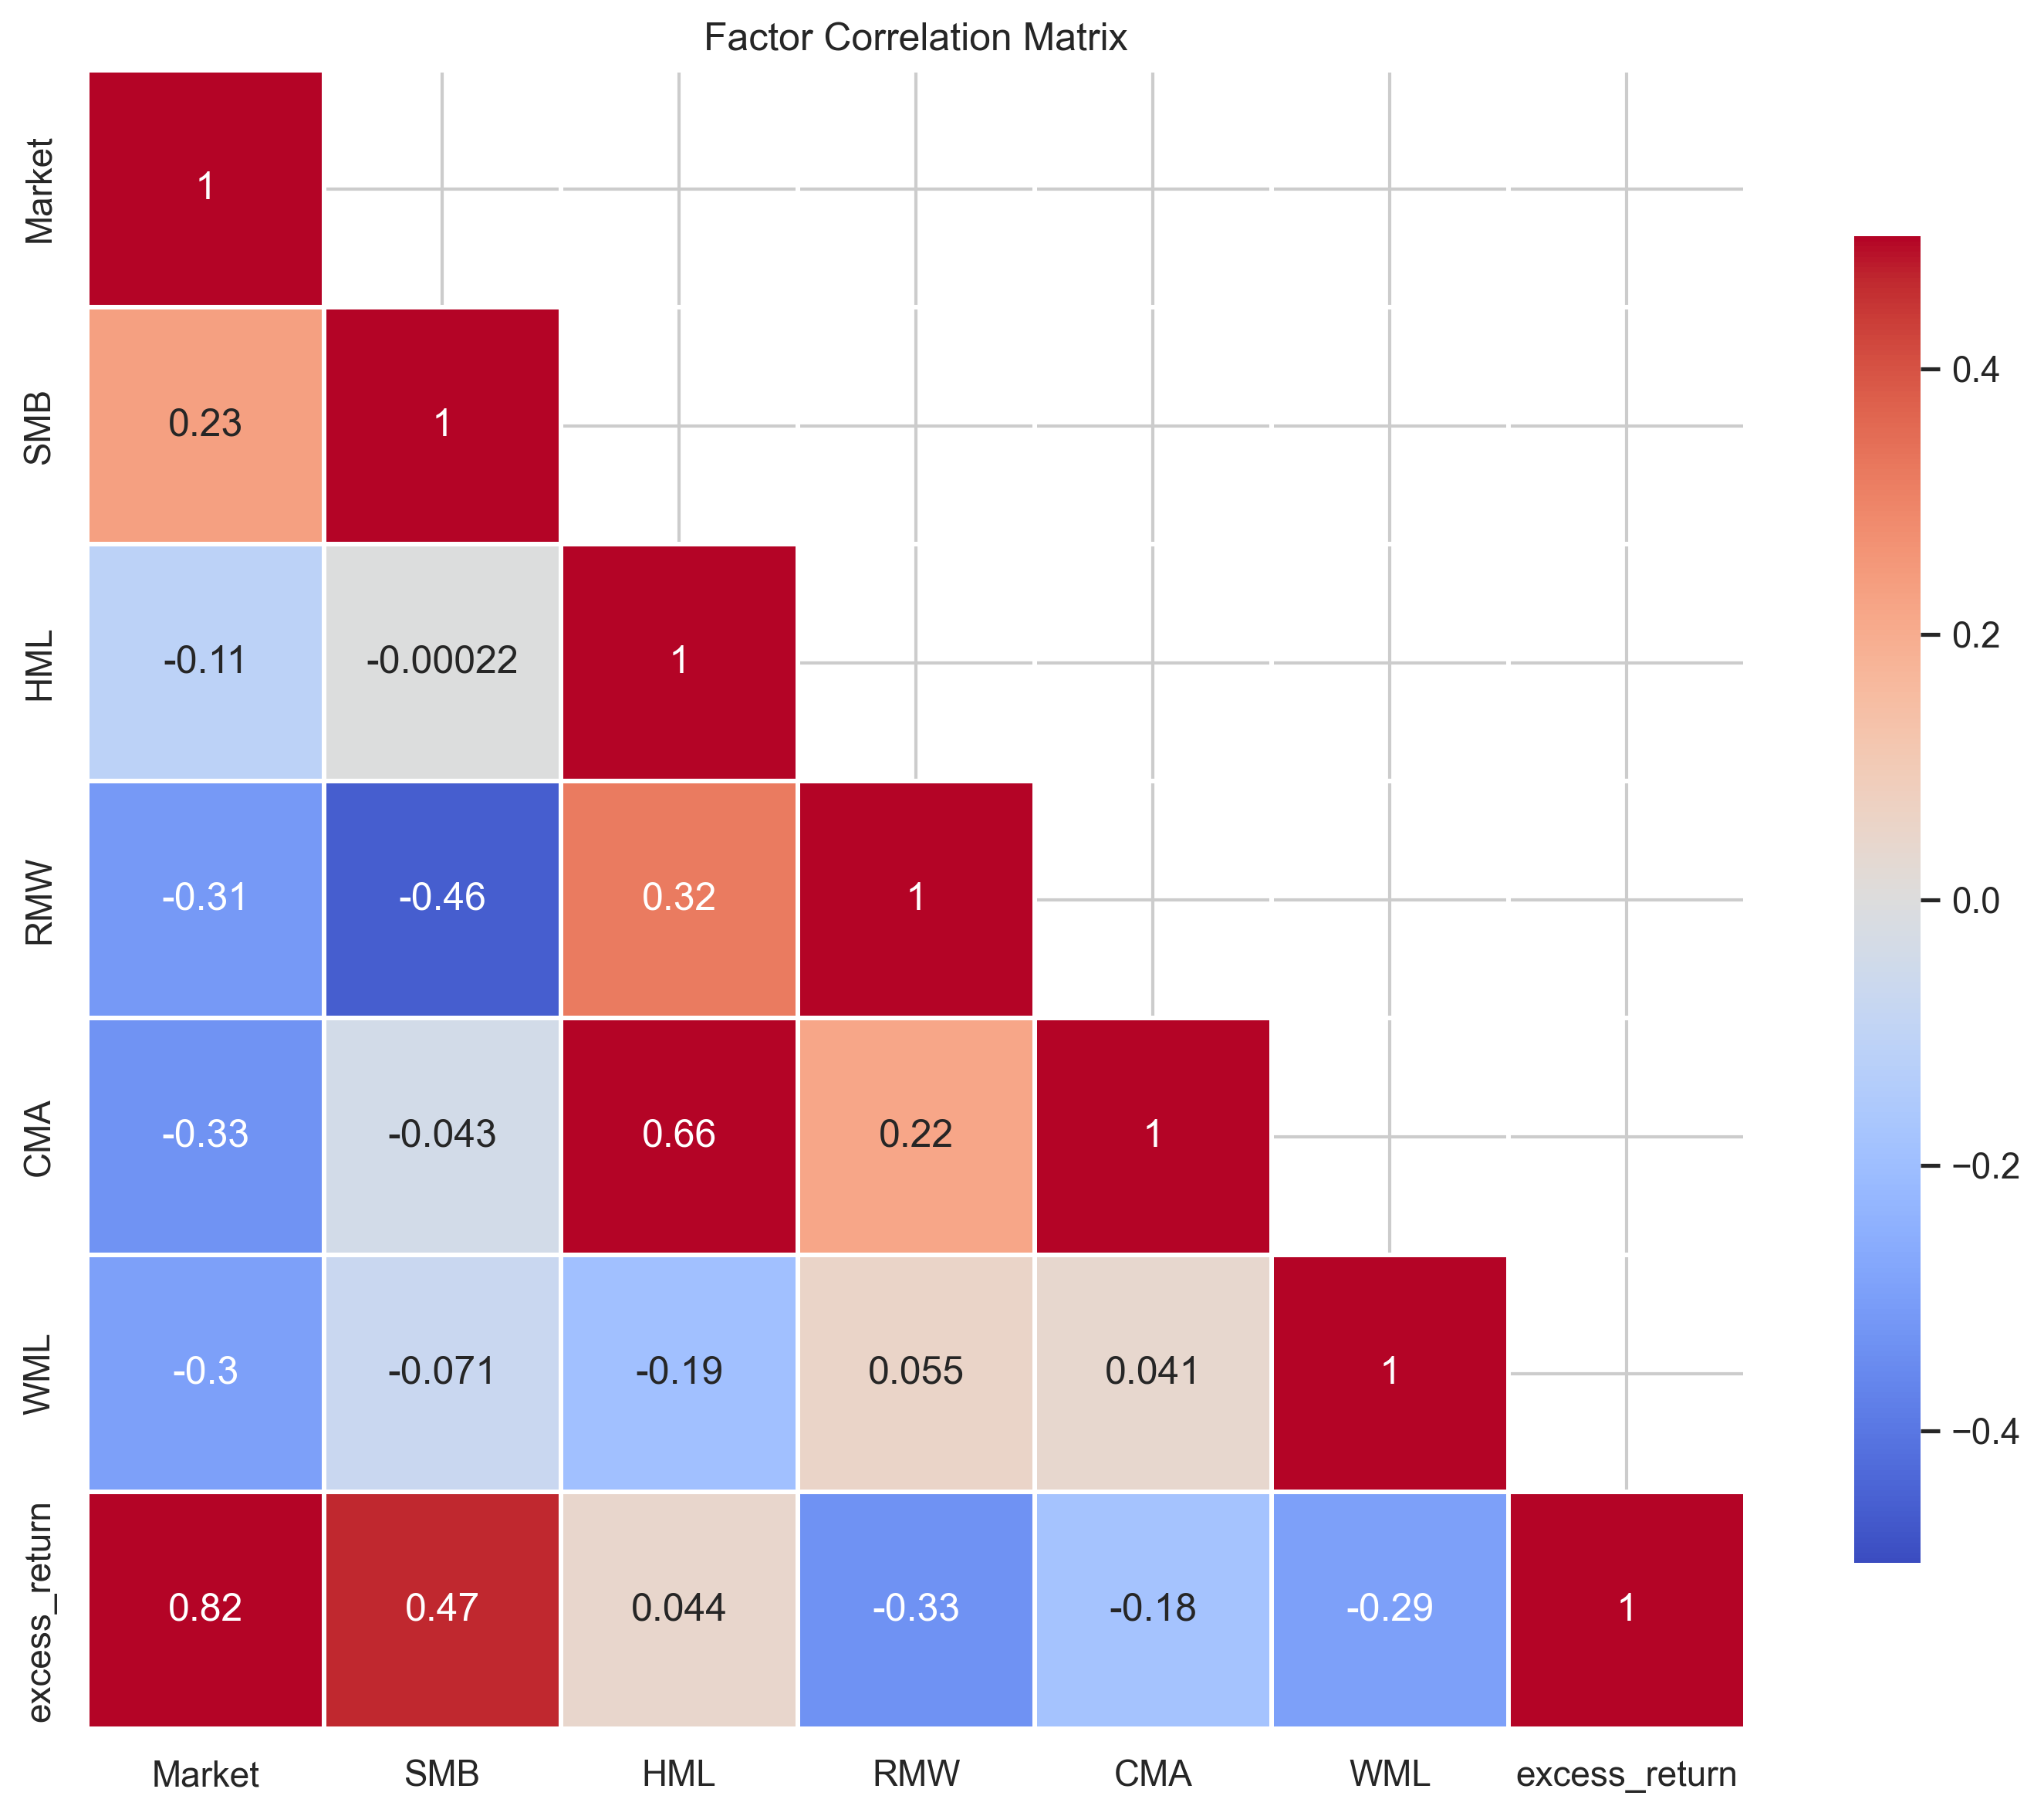 Factor Correlation Matrix
Market
1
SMB
0.23
1
HML
-0.11
-0.00022
1
RMW
-0.31
-0.46
0.32
1
CMA
-0.33
-0.043
0.66
0.22
1
WML
-0.3
-0.071
-0.19
0.055
0.041
1
excess_return
0.82
0.47
0.044
-0.33
-0.18
-0.29
1
Market
SMB
HML
RMW
CMA
WML
excess_return
0.4
0.2
0.0
−0.2
−0.4